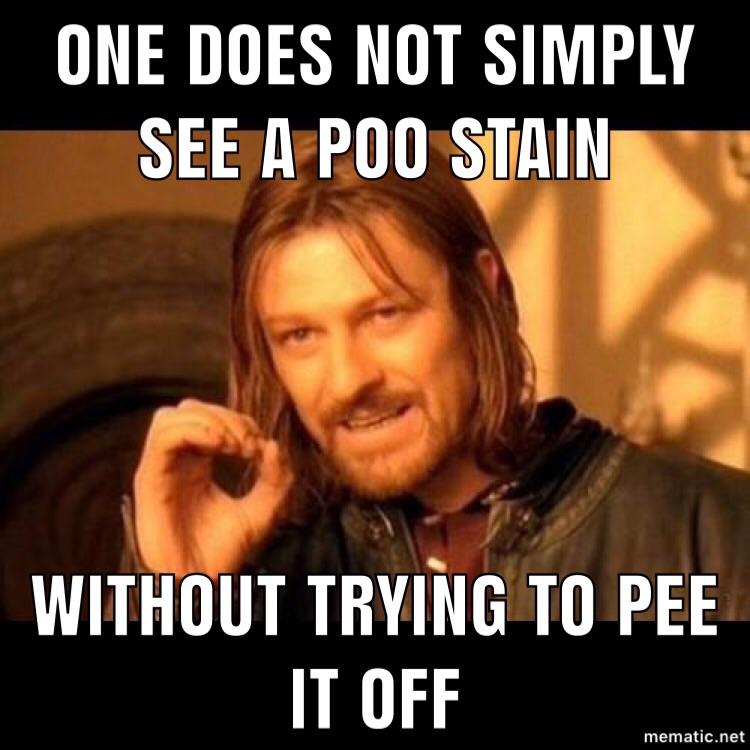 ONE DOES NOT SIMPLY
SEE A POO STAIN
WITHOUT TRYING TO PEE
IT OFF
mematic.net